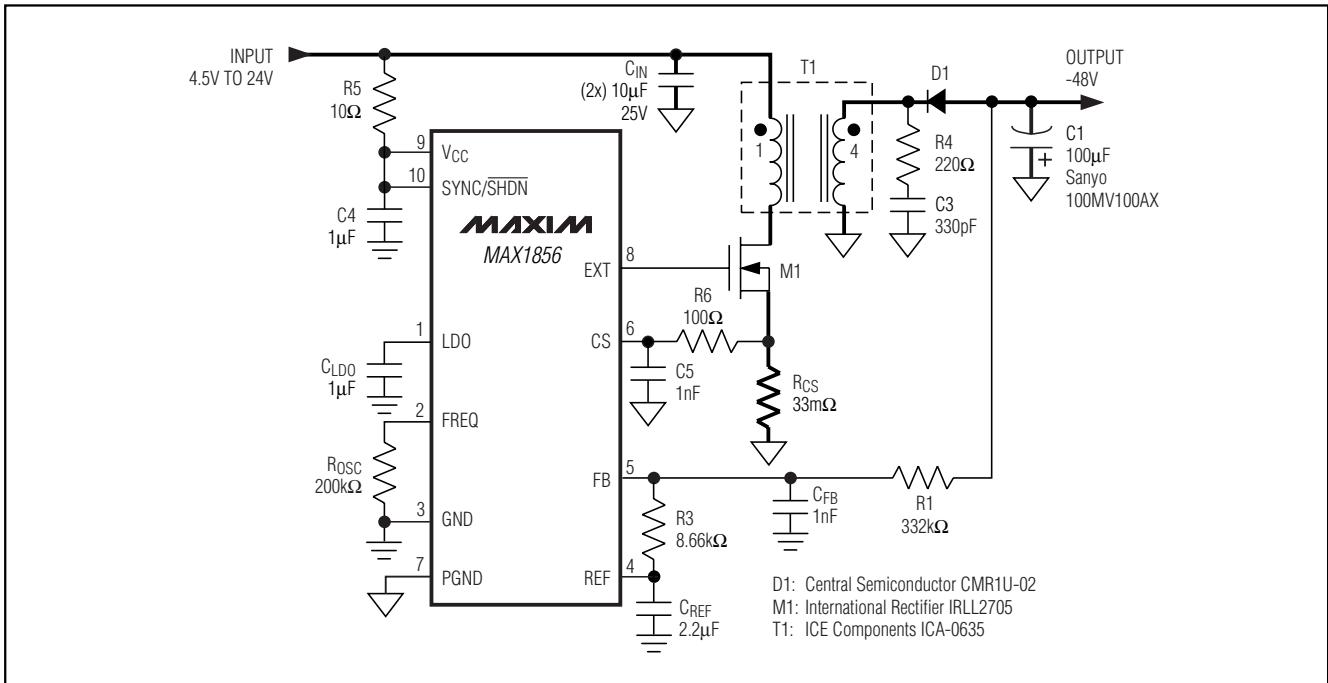 INPUT
4.5V TO 24V
R5
10Ω
CIN
(2x) 10µF
25V
T1
1
4
D1
OUTPUT
-48V
R4
220Ω
C3
330pF
C1
100µF
Sanyo
100MV100AX
+
9
VCC
10
SYNC/SHDN
C4
1µF
MAXIM
MAX1856
EXT
8
M1
R6
100Ω
CS
6
C5
1nF
RCS
33mΩ
1
LDO
CLDO
1µF
2
FREQ
ROSC
200kΩ
3
GND
7
PGND
FB
5
R3
8.66kΩ
CFB
1nF
R1
332kΩ
REF
4
CREF
2.2µF
D1: Central Semiconductor CMR1U-02
M1: International Rectifier IRLL2705
T1: ICE Components ICA-0635